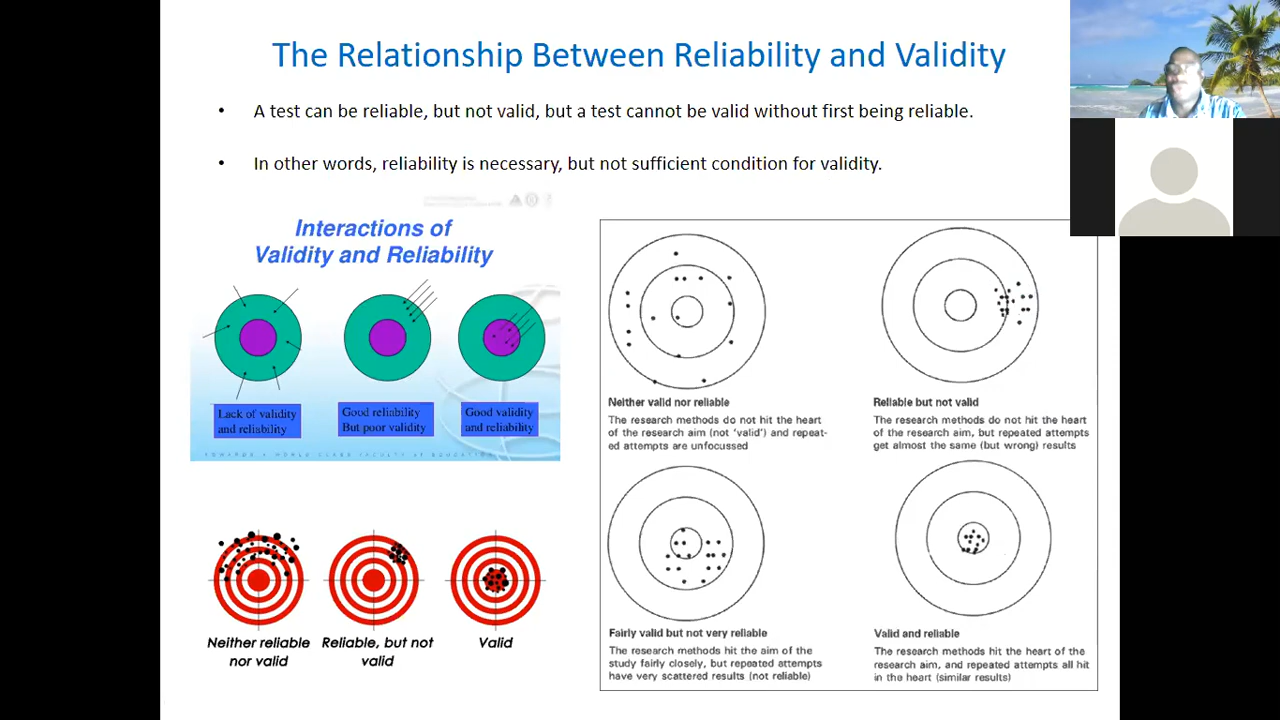 The Relationship Between Reliability and Validity
• A test can be reliable, but not valid, but a test cannot be valid without first being reliable.
• In other words, reliability is necessary, but not sufficient condition for validity.
Interactions of
Validity and Reliability
Lack of validity
and reliability
Good reliability
But poor validity
Good validity
and reliability
TOWARDS A WORLD CLASS FACULTY OF EDUCATION
Neither reliable
nor valid
Reliable, but not
valid
Valid
Neither valid nor reliable
The research methods do not hit the heart
of the research aim (not 'valid') and repeat-
ed attempts are unfocussed
Reliable but not valid
The research methods do not hit the heart
of the research aim, but repeated attempts
get almost the same (but wrong) results
Fairly valid but not very reliable
The research methods hit the aim of the
study fairly closely, but repeated attempts
have very scattered results (not reliable)
Valid and reliable
The research methods hit the heart of the
research aim, and repeated attempts all hit
in the heart (similar results)